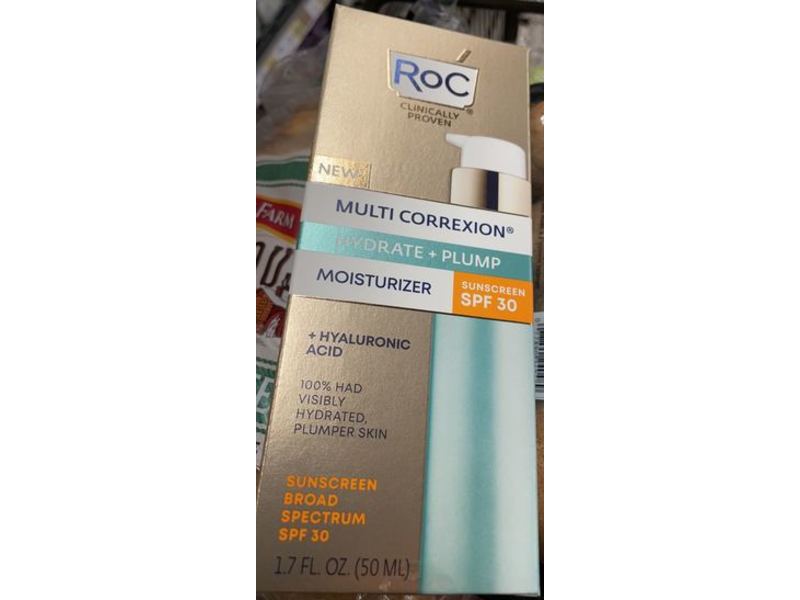 RoC
CLINICALLY
PROVEN®
NEW
MULTI CORREXION®
HYDRATE + PLUMP
MOISTURIZER
SUNSCREEN
SPF 30
+ HYALURONIC
ACID
100% HAD
VISIBLY
HYDRATED,
PLUMPER SKIN
SUNSCREEN
BROAD
SPECTRUM
SPF 30
1.7 FL. OZ. (50 ML)
FARM